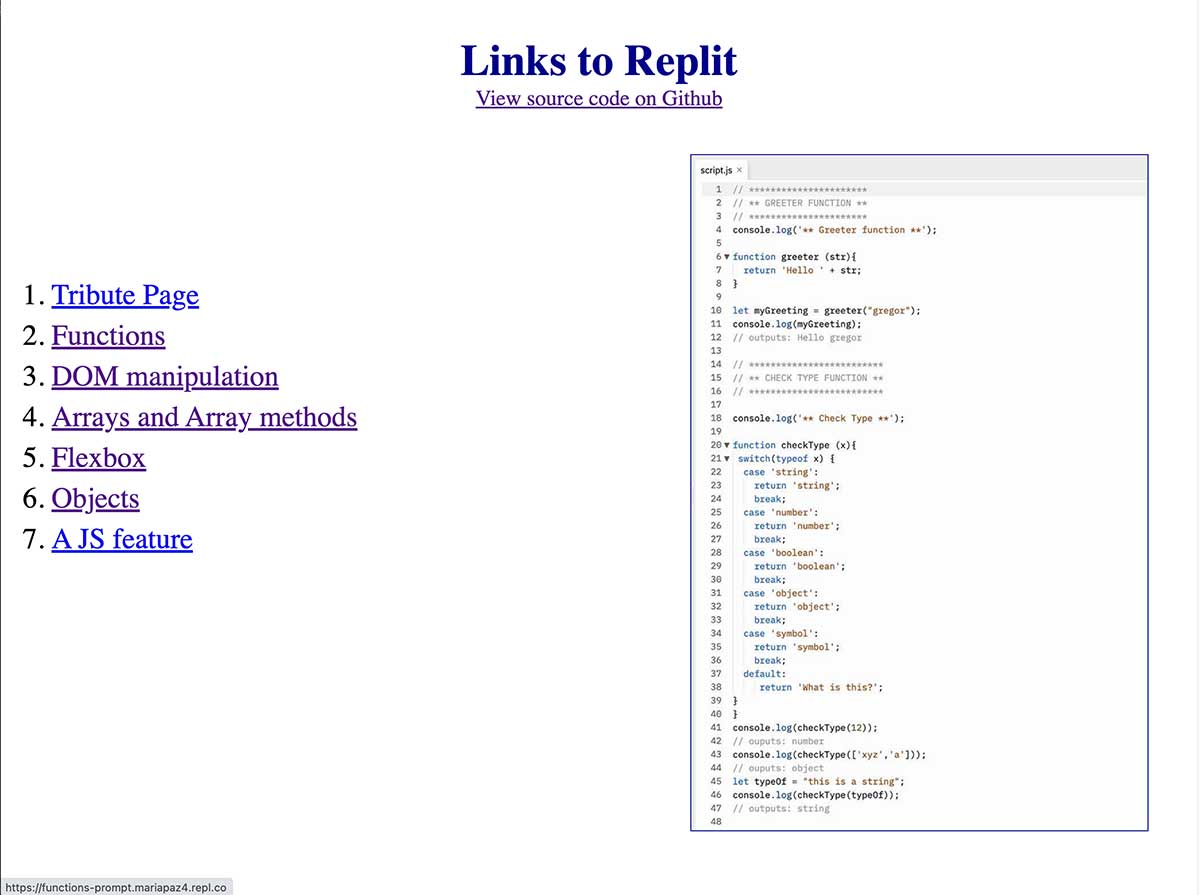 Links to Replit
View source code on Github
1. Tribute Page
2. Functions
3. DOM manipulation
4. Arrays and Array methods
5. Flexbox
6. Objects
7. A JS feature
script.js ×
1 // **********************
2 // ** GREETER FUNCTION **
3 // **********************
4 console.log('** Greeter function **');
5
6 function greeter (str){
7 return 'Hello ' + str;
8 }
9
10 let myGreeting = greeter("gregor");
11 console.log(myGreeting);
12 // outputs: Hello gregor
13
14 // *************************
15 // ** CHECK TYPE FUNCTION **
16 // *************************
17
18 console.log('** Check Type **');
19
20 function checkType (x){
21 switch(typeof x) {
22 case 'string':
23 return 'string';
24 break;
25 case 'number':
26 return 'number';
27 break;
28 case 'boolean':
29 return 'boolean';
30 break;
31 case 'object':
32 return 'object';
33 break;
34 case 'symbol':
35 return 'symbol';
36 break;
37 default:
38 return 'What is this?';
39 }
40 }
41 console.log(checkType(12));
42 // ouputs: number
43 console.log(checkType(['xyz','a']));
44 // ouputs: object
45 let typeOf = "this is a string";
46 console.log(checkType(typeOf));
47 // outputs: string
48
https://functions-prompt.mariapaz4.repl.co